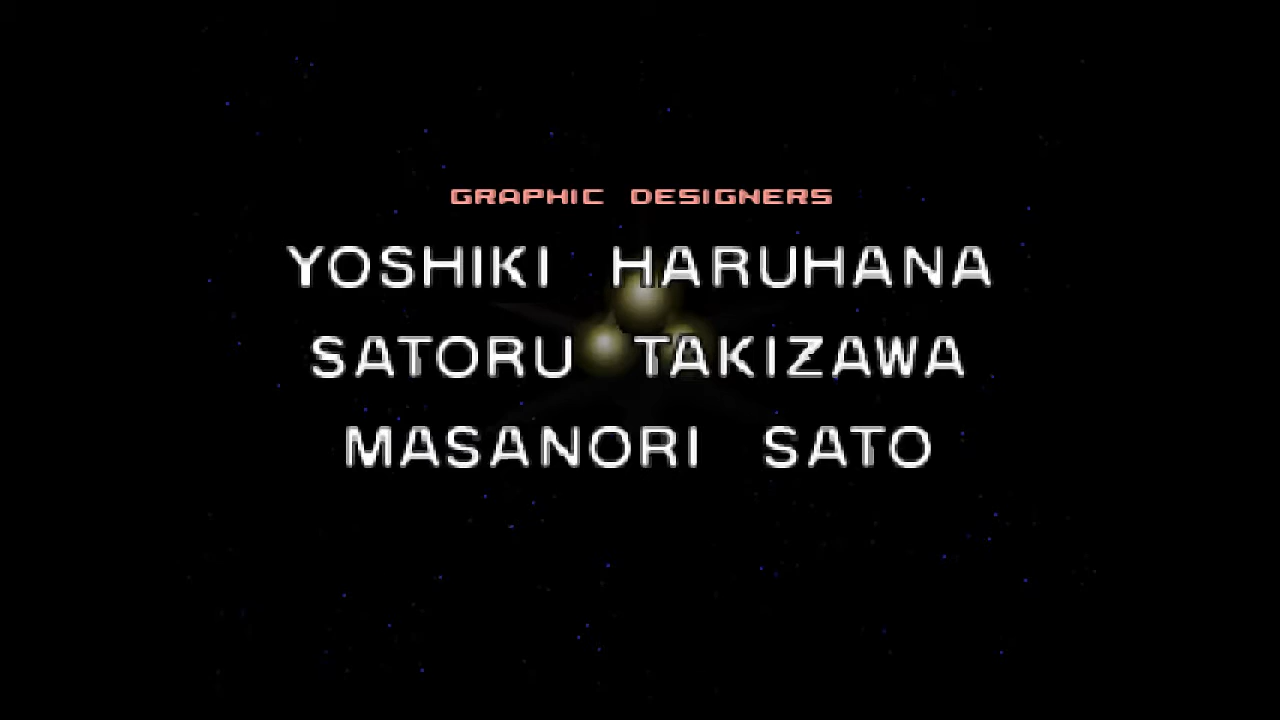 GRAPHIC DESIGNERS
YOSHIKI HARUHANA
SATORU TAKIZAWA
MASANORI SATO